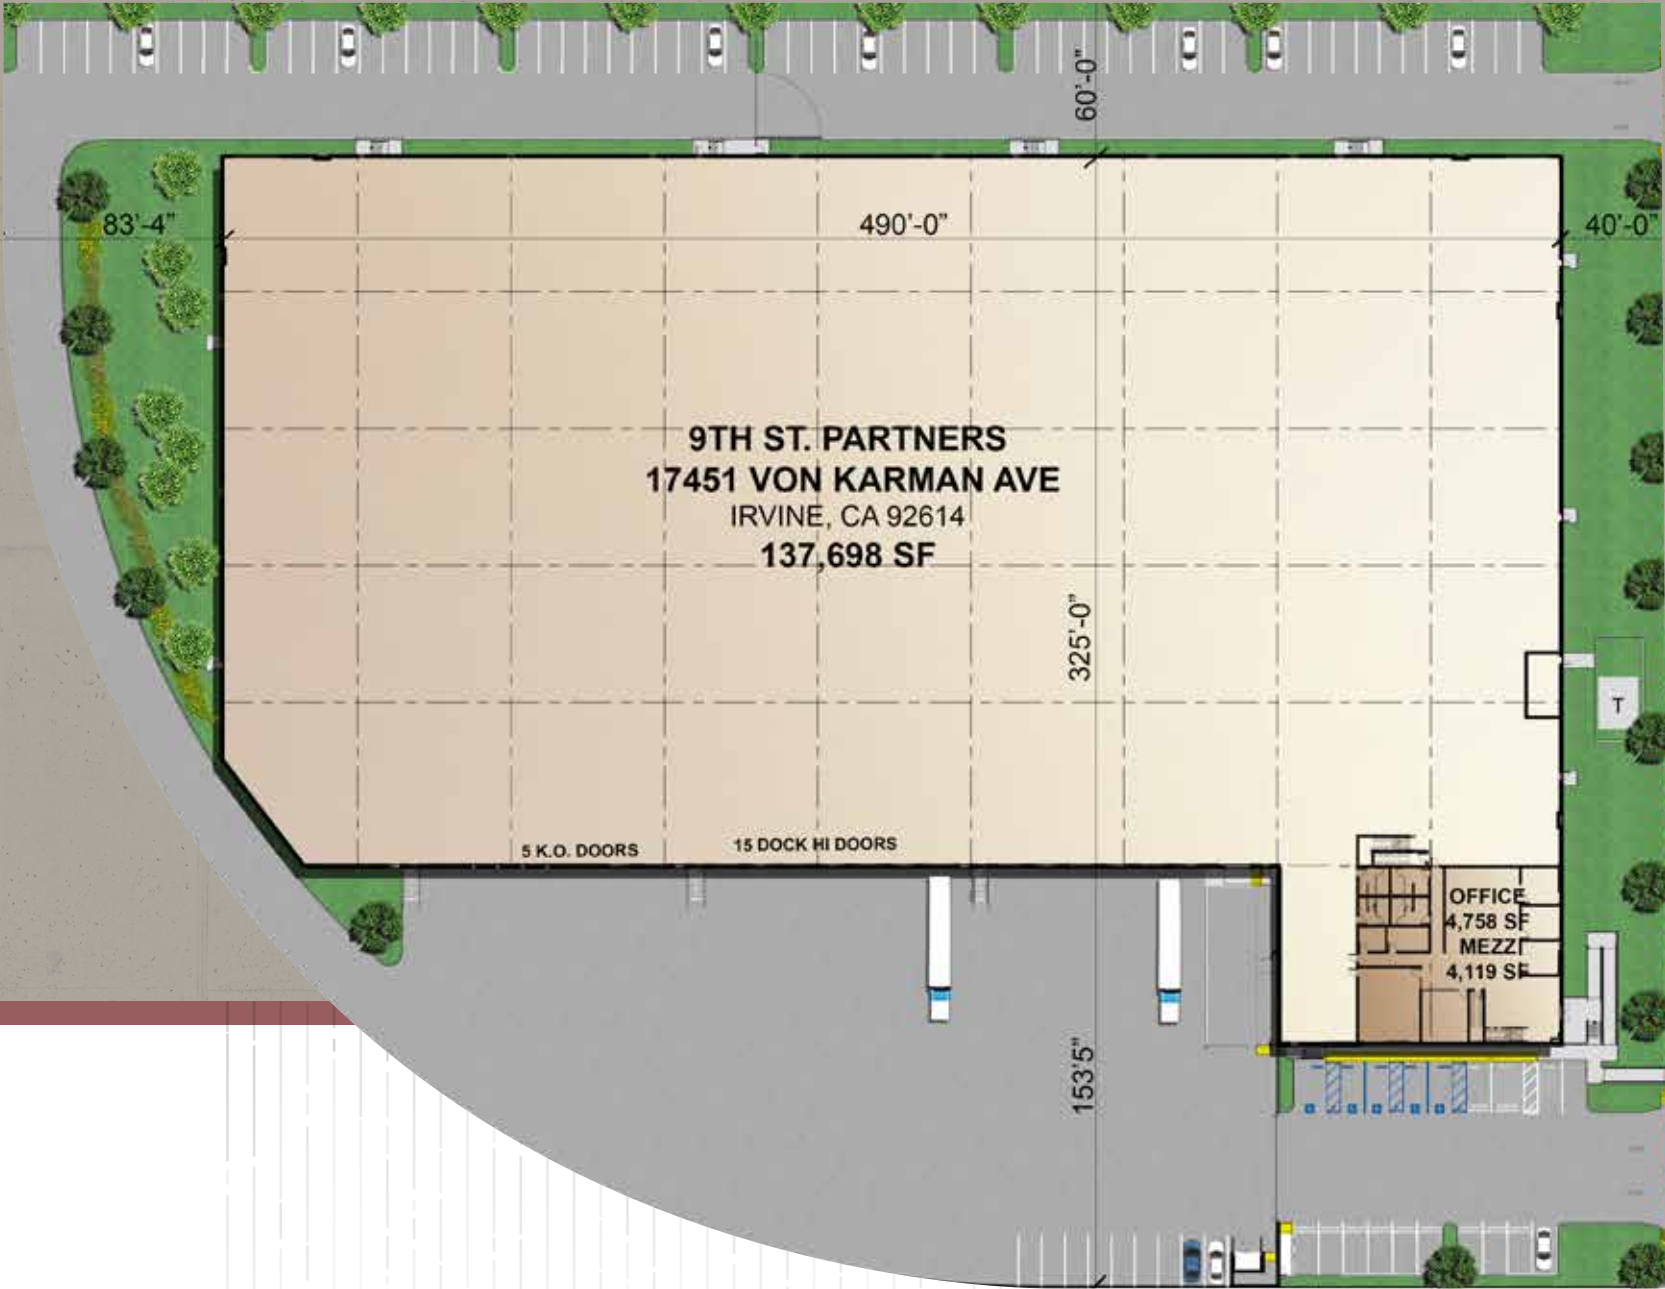 60'-0"
83'-4"
490'-0"
40'-0"
9TH ST. PARTNERS
17451 VON KARMAN AVE
IRVINE, CA 92614
137,698 SF
325'-0"
T
5 K.O. DOORS
15 DOCK HI DOORS
OFFICE
4,758 SF
MEZZ
4,119 SF
153'5"